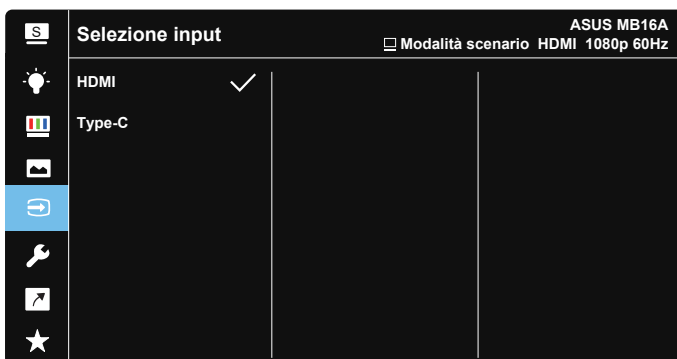 S
Selezione input
ASUS MB16A
Modalità scenario HDMI 1080p 60Hz
HDMI
Type-C